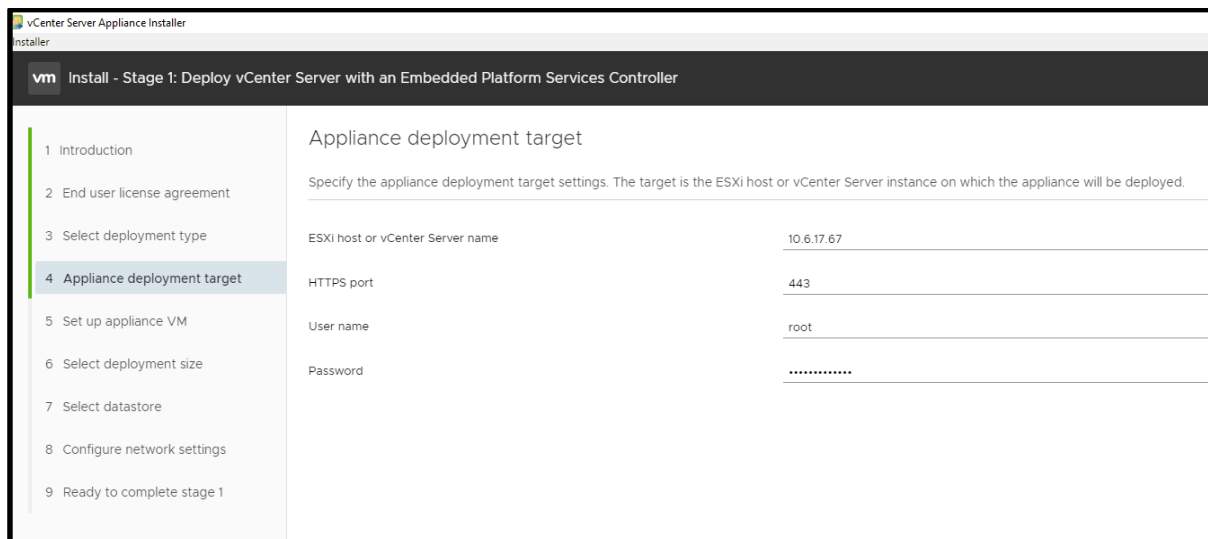 vCenter Server Appliance Installer
Installer
vm Install - Stage 1: Deploy vCenter Server with an Embedded Platform Services Controller
1 Introduction
2 End user license agreement
3 Select deployment type
4 Appliance deployment target
5 Set up appliance VM
6 Select deployment size
7 Select datastore
8 Configure network settings
9 Ready to complete stage 1
Appliance deployment target
Specify the appliance deployment target settings. The target is the ESXi host or vCenter Server instance on which the appliance will be deployed.
ESXi host or vCenter Server name 10.6.17.67
HTTPS port 443
User name root
Password •••••••••••••